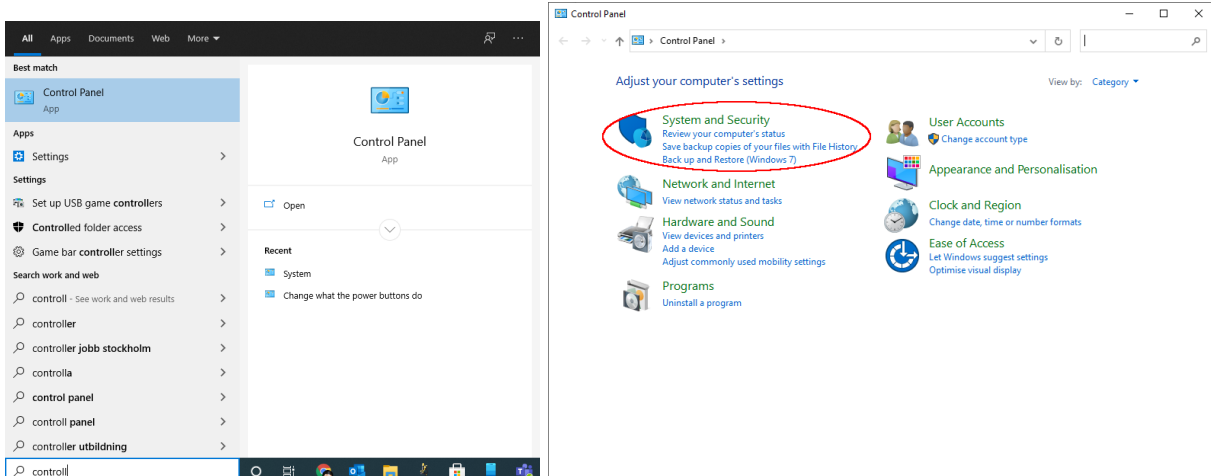 All Apps Documents Web More
Best match
Control Panel
App
Apps
Settings
Settings
Set up USB game controllers
Controlled folder access
Game bar controller settings
Search work and web
controll - See work and web results
controller
controller jobb stockholm
controlla
control panel
controll panel
controller utbildning
controll
Control Panel
App
Open
Recent
System
Change what the power buttons do
Control Panel
Control Panel
Adjust your computer's settings
View by: Category
System and Security
Review your computer's status
Save backup copies of your files with File History
Back up and Restore (Windows 7)
Network and Internet
View network status and tasks
Hardware and Sound
View devices and printers
Add a device
Adjust commonly used mobility settings
Programs
Uninstall a program
User Accounts
Change account type
Appearance and Personalisation
Clock and Region
Change date, time or number formats
Ease of Access
Let Windows suggest settings
Optimise visual display